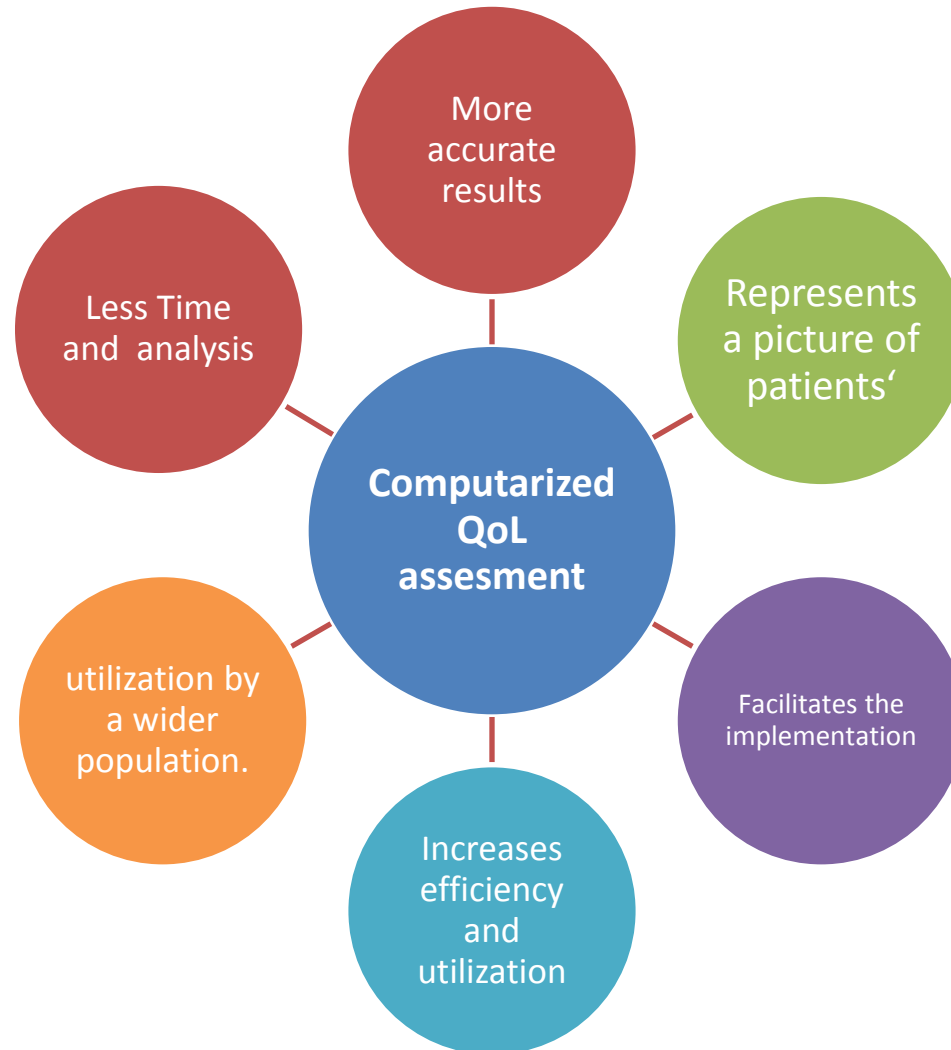 More
accurate
results
Represents
a picture of
patients‘
Facilitates the
implementation
Increases
efficiency
and
utilization
utilization by
a wider
population.
Less Time
and analysis
Computarized
QoL
assesment